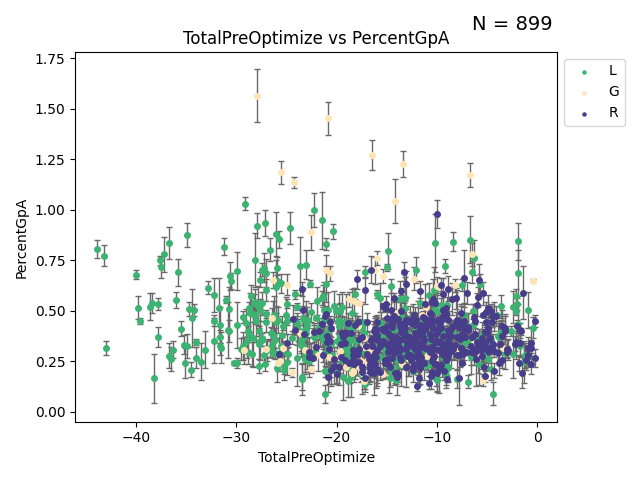 N = 899
TotalPreOptimize vs PercentGpA
L
G
R
PercentGpA
1.75
1.50
1.25
1.00
0.75
0.50
0.25
0.00
−40
−30
−20
−10
0
TotalPreOptimize